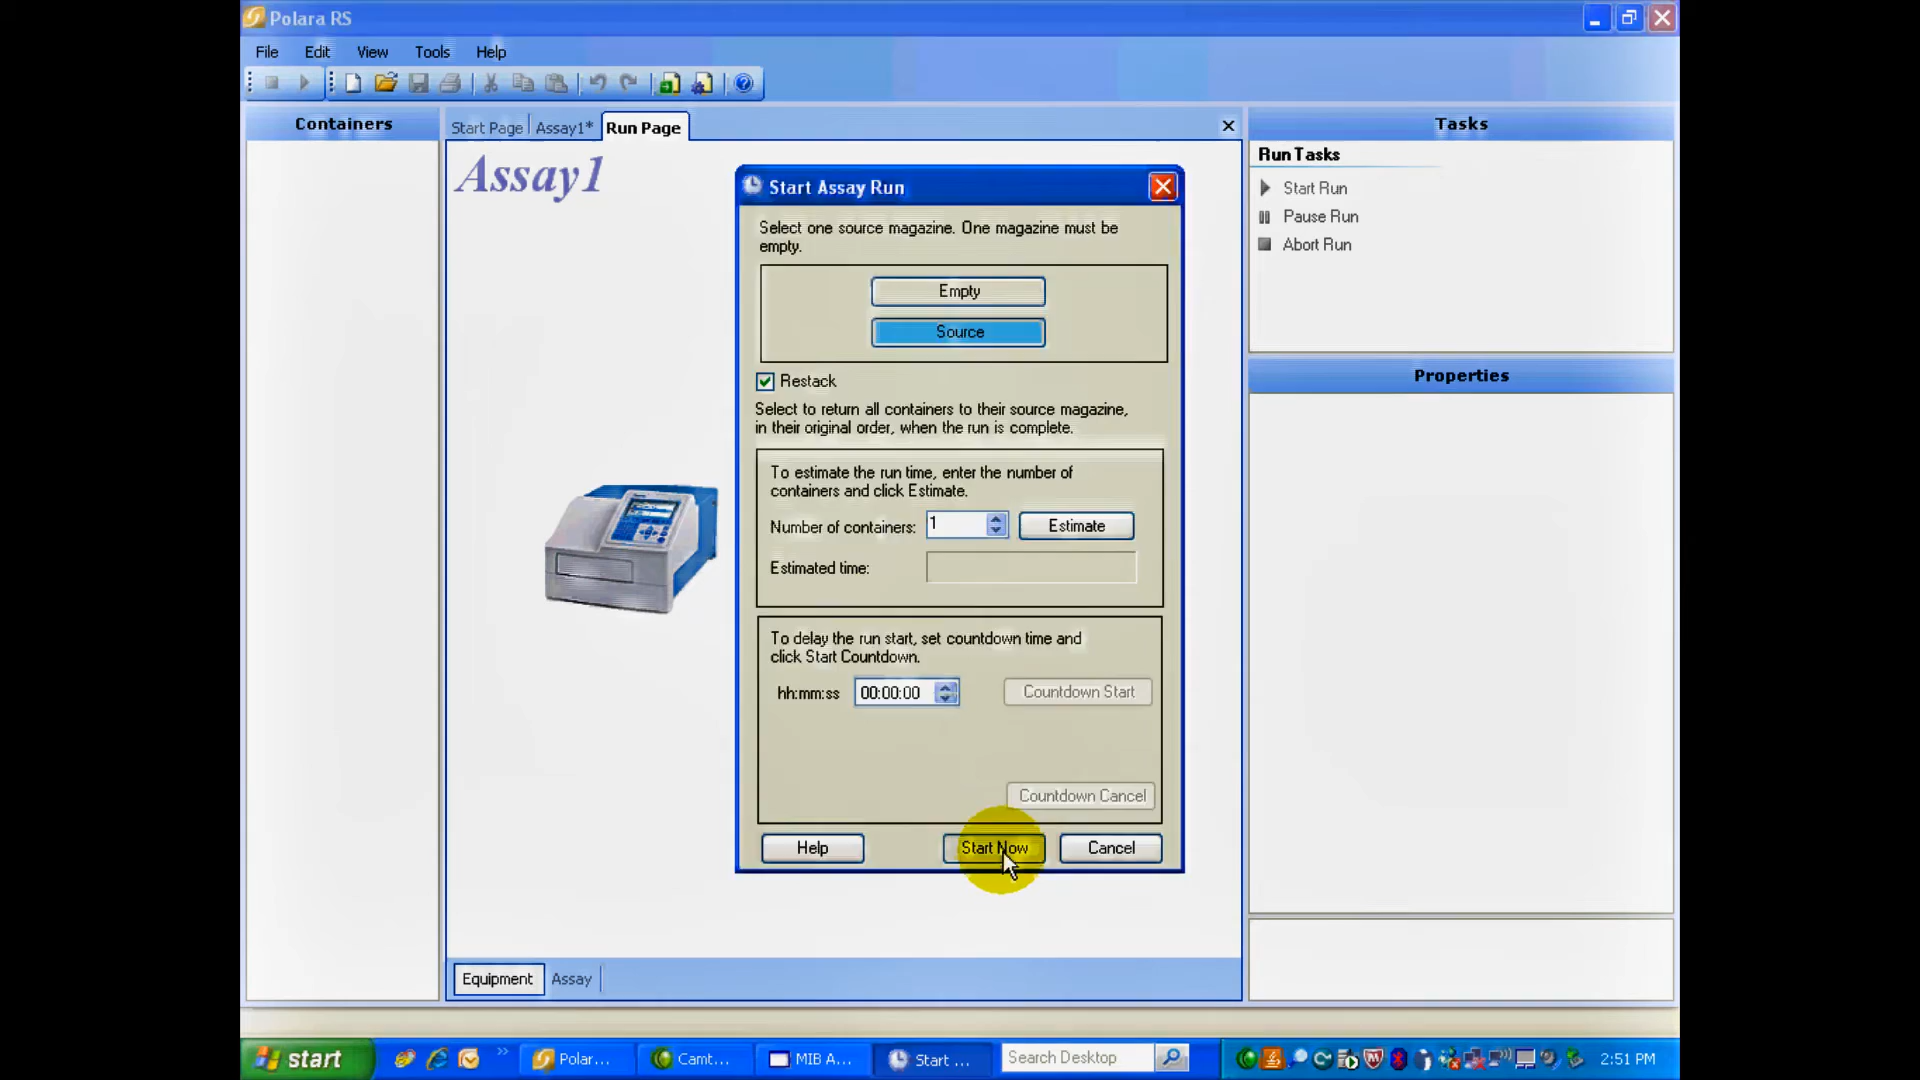 Polara RS
File Edit View Tools Help
Containers
Start Page Assay1* Run Page
Tasks
Assay1
Run Tasks
Start Run
Pause Run
Abort Run
Properties
Start Assay Run
Select one source magazine. One magazine must be
empty.
Empty
Source
Restack
Select to return all containers to their source magazine,
in their original order, when the run is complete.
To estimate the run time, enter the number of
containers and click Estimate.
Number of containers: 1 Estimate
Estimated time:
To delay the run start, set countdown time and
click Start Countdown.
hh:mm:ss 00:00:00 Countdown Start
Countdown Cancel
Help Start Now Cancel
Equipment Assay
start Polar... Camt... MIB A... Start ... Search Desktop 2:51 PM